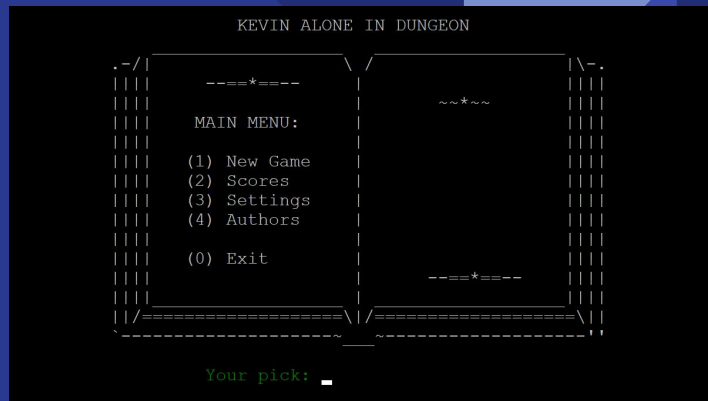 KEVIN ALONE IN DUNGEON
--==*==--
~~*~~
MAIN MENU:
(1) New Game
(2) Scores
(3) Settings
(4) Authors
(0) Exit
--==*==--
Your pick: